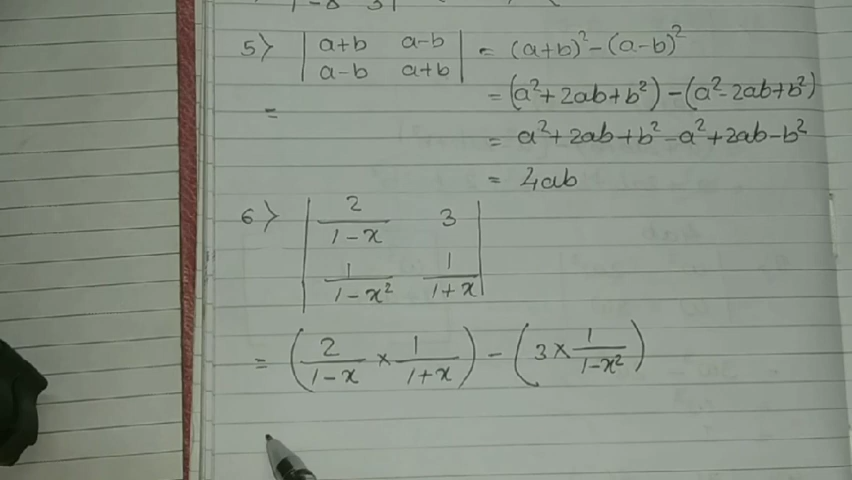 5> | a+b a-b | = (a+b)² - (a-b)²
| a-b a+b | = (a²+2ab+b²) - (a²-2ab+b²)
=
= a²+2ab+b²-a²+2ab-b²
= 4ab
6> | 2/(1-x) 3 |
| 1/(1-x²) 1/(1+x) |
= (2/(1-x) × 1/(1+x)) - (3 × 1/(1-x²))